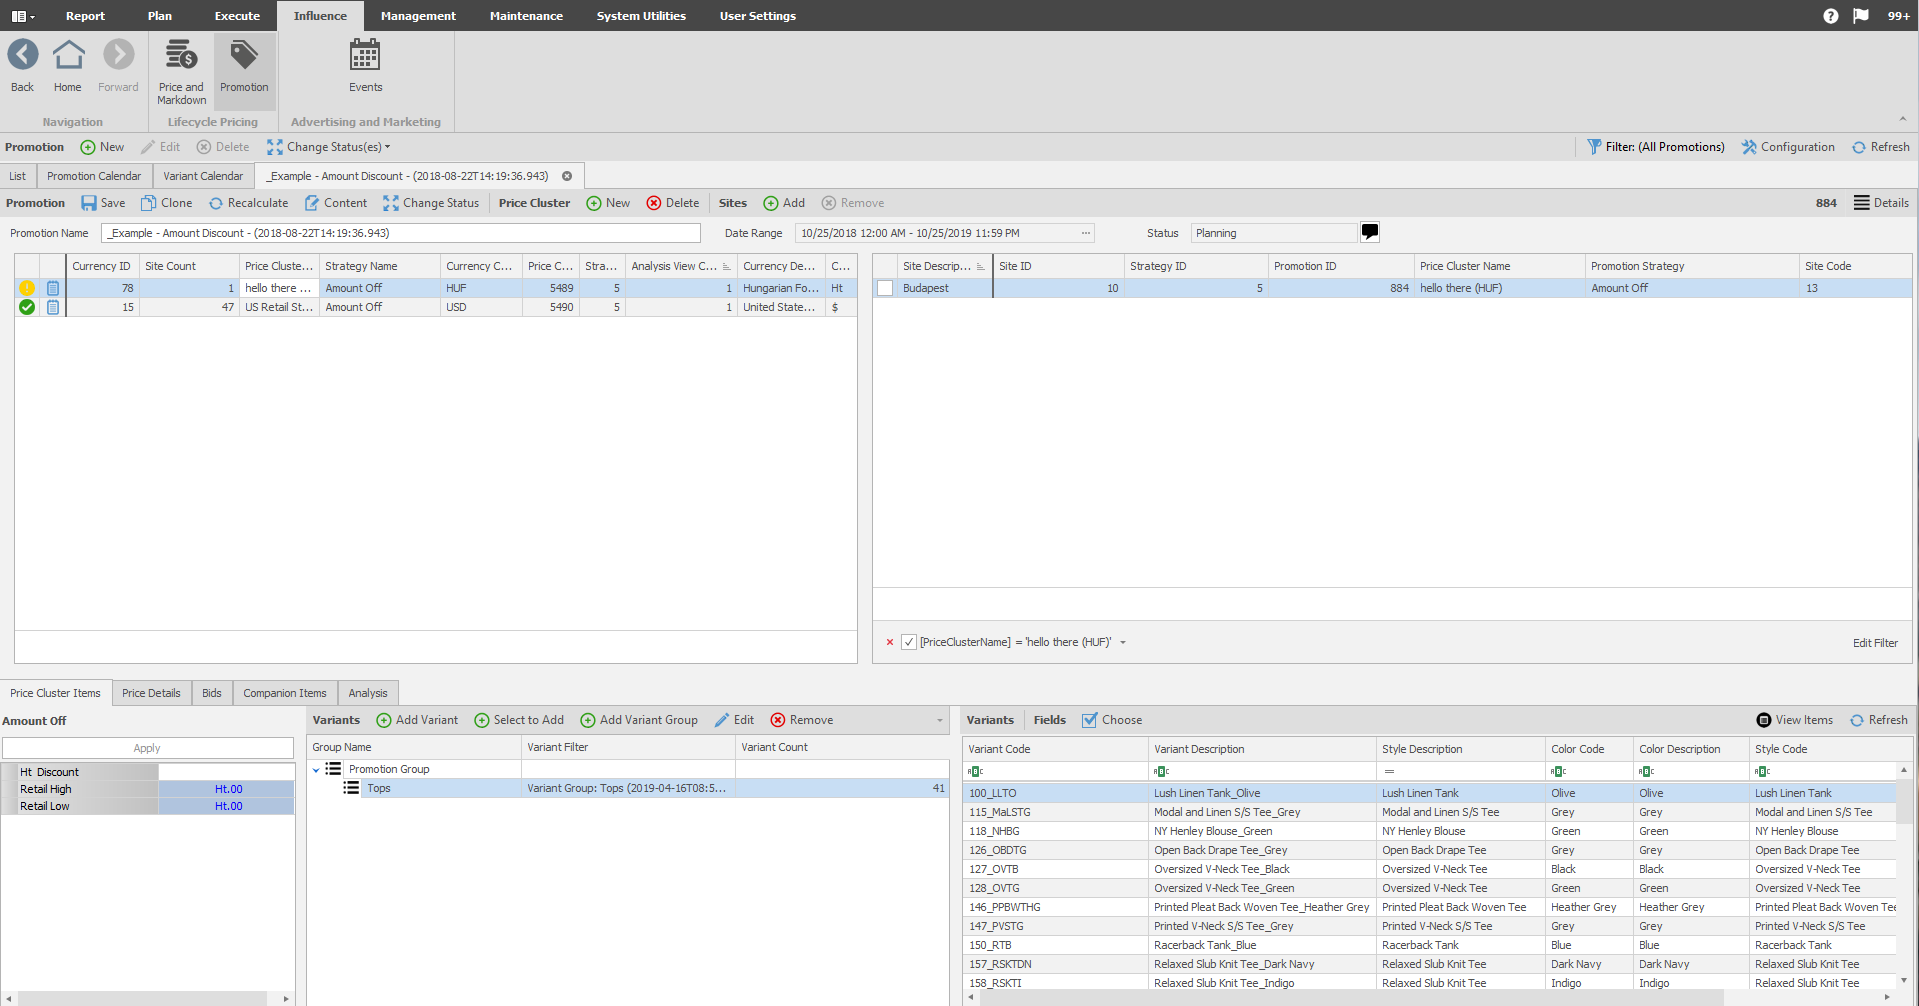 Report Plan Execute Influence Management Maintenance System Utilities User Settings 99+
Back Home Forward Price and Markdown Promotion Events
Navigation Lifecycle Pricing Advertising and Marketing
Promotion New Edit Delete Change Status(es) Filter: (All Promotions) Configuration Refresh
List Promotion Calendar Variant Calendar _Example - Amount Discount - (2018-08-22T14:19:36.943)
Promotion Save Clone Recalculate Content Change Status Price Cluster New Delete Sites Add Remove 884 Details
Promotion Name _Example - Amount Discount - (2018-08-22T14:19:36.943) Date Range 10/25/2018 12:00 AM - 10/25/2019 11:59 PM ... Status Planning
Currency ID Site Count Price Cluste... Strategy Name Currency C... Price C... Stra... Analysis View C... Currency De... C...
78 1 hello there ... Amount Off HUF 5489 5 1 Hungarian Fo... Ht
15 47 US Retail St... Amount Off USD 5490 5 1 United State... $
Site Descrip... Site ID Strategy ID Promotion ID Price Cluster Name Promotion Strategy Site Code
Budapest 10 5 884 hello there (HUF) Amount Off 13
[PriceClusterName] = 'hello there (HUF)' Edit Filter
Price Cluster Items Price Details Bids Companion Items Analysis
Amount Off
Apply
Ht Discount
Retail High Ht.00
Retail Low Ht.00
Variants Add Variant Select to Add Add Variant Group Edit Remove
Group Name Variant Filter Variant Count
Promotion Group
Tops Variant Group: Tops (2019-04-16T08:5... 41
Variants Fields Choose View Items Refresh
Variant Code Variant Description Style Description Color Code Color Description Style Code
ABC ABC = ABC ABC ABC
100_LLTO Lush Linen Tank_Olive Lush Linen Tank Olive Olive Lush Linen Tank
115_MaLSTG Modal and Linen S/S Tee_Grey Modal and Linen S/S Tee Grey Grey Modal and Linen S/S Tee
118_NHBG NY Henley Blouse_Green NY Henley Blouse Green Green NY Henley Blouse
126_OBDTG Open Back Drape Tee_Grey Open Back Drape Tee Grey Grey Open Back Drape Tee
127_OVTB Oversized V-Neck Tee_Black Oversized V-Neck Tee Black Black Oversized V-Neck Tee
128_OVTG Oversized V-Neck Tee_Green Oversized V-Neck Tee Green Green Oversized V-Neck Tee
146_PPBWTHG Printed Pleat Back Woven Tee_Heather Grey Printed Pleat Back Woven Tee Heather Grey Heather Grey Printed Pleat Back Woven Tee
147_PVSTG Printed V-Neck S/S Tee_Grey Printed V-Neck S/S Tee Grey Grey Printed V-Neck S/S Tee
150_RTB Racerback Tank_Blue Racerback Tank Blue Blue Racerback Tank
157_RSKTDN Relaxed Slub Knit Tee_Dark Navy Relaxed Slub Knit Tee Dark Navy Dark Navy Relaxed Slub Knit Tee
158_RSKTI Relaxed Slub Knit Tee_Indigo Relaxed Slub Knit Tee Indigo Indigo Relaxed Slub Knit Tee